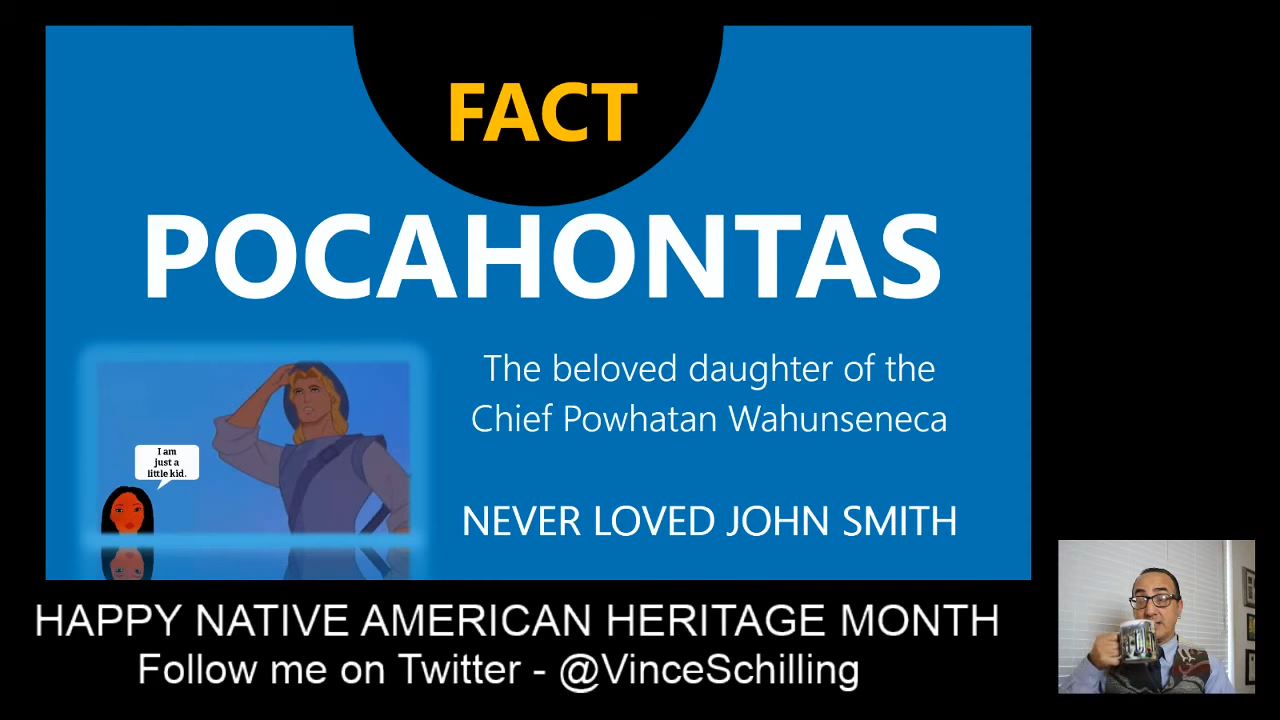 FACT
POCAHONTAS
The beloved daughter of the
Chief Powhatan Wahunseneca
I am
just a
little kid.
NEVER LOVED JOHN SMITH
HAPPY NATIVE AMERICAN HERITAGE MONTH
Follow me on Twitter - @VinceSchilling